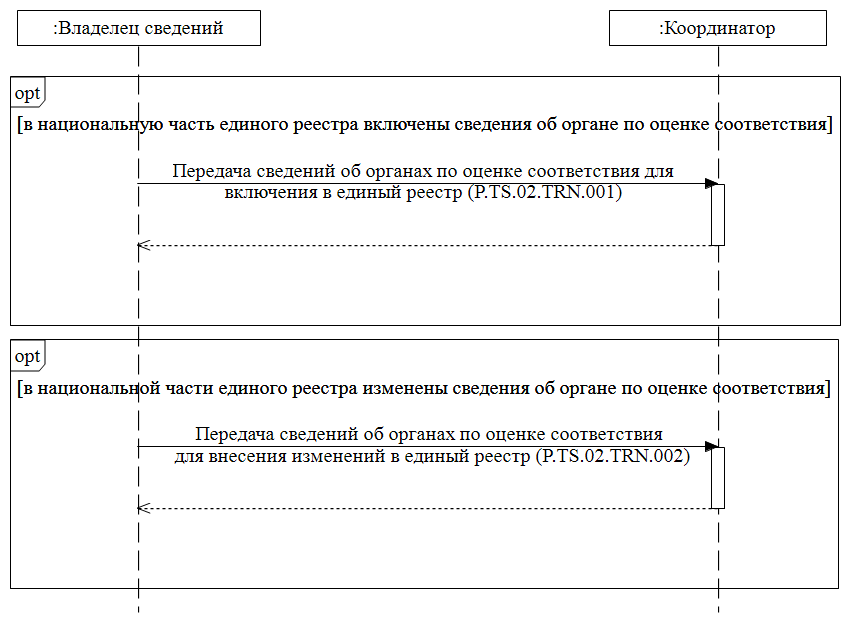 :Владелец сведений
:Координатор
opt
[в национальную часть единого реестра включены сведения об органе по оценке соответствия]
Передача сведений об органах по оценке соответствия для
включения в единый реестр (P.TS.02.TRN.001)
opt
[в национальной части единого реестра изменены сведения об органе по оценке соответствия]
Передача сведений об органах по оценке соответствия
для внесения изменений в единый реестр (P.TS.02.TRN.002)